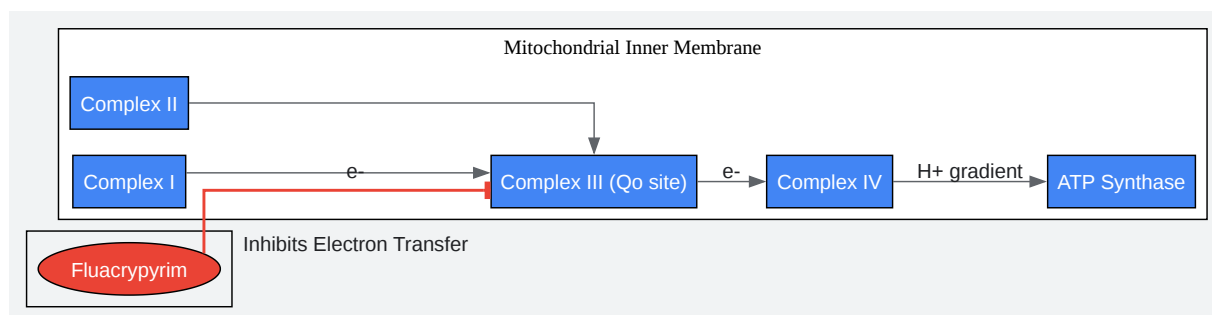 Mitochondrial Inner Membrane
Complex II
Complex I
e-
Complex III (Qo site)
e-
Complex IV
H+ gradient
ATP Synthase
Inhibits Electron Transfer
Fluacrypyrim